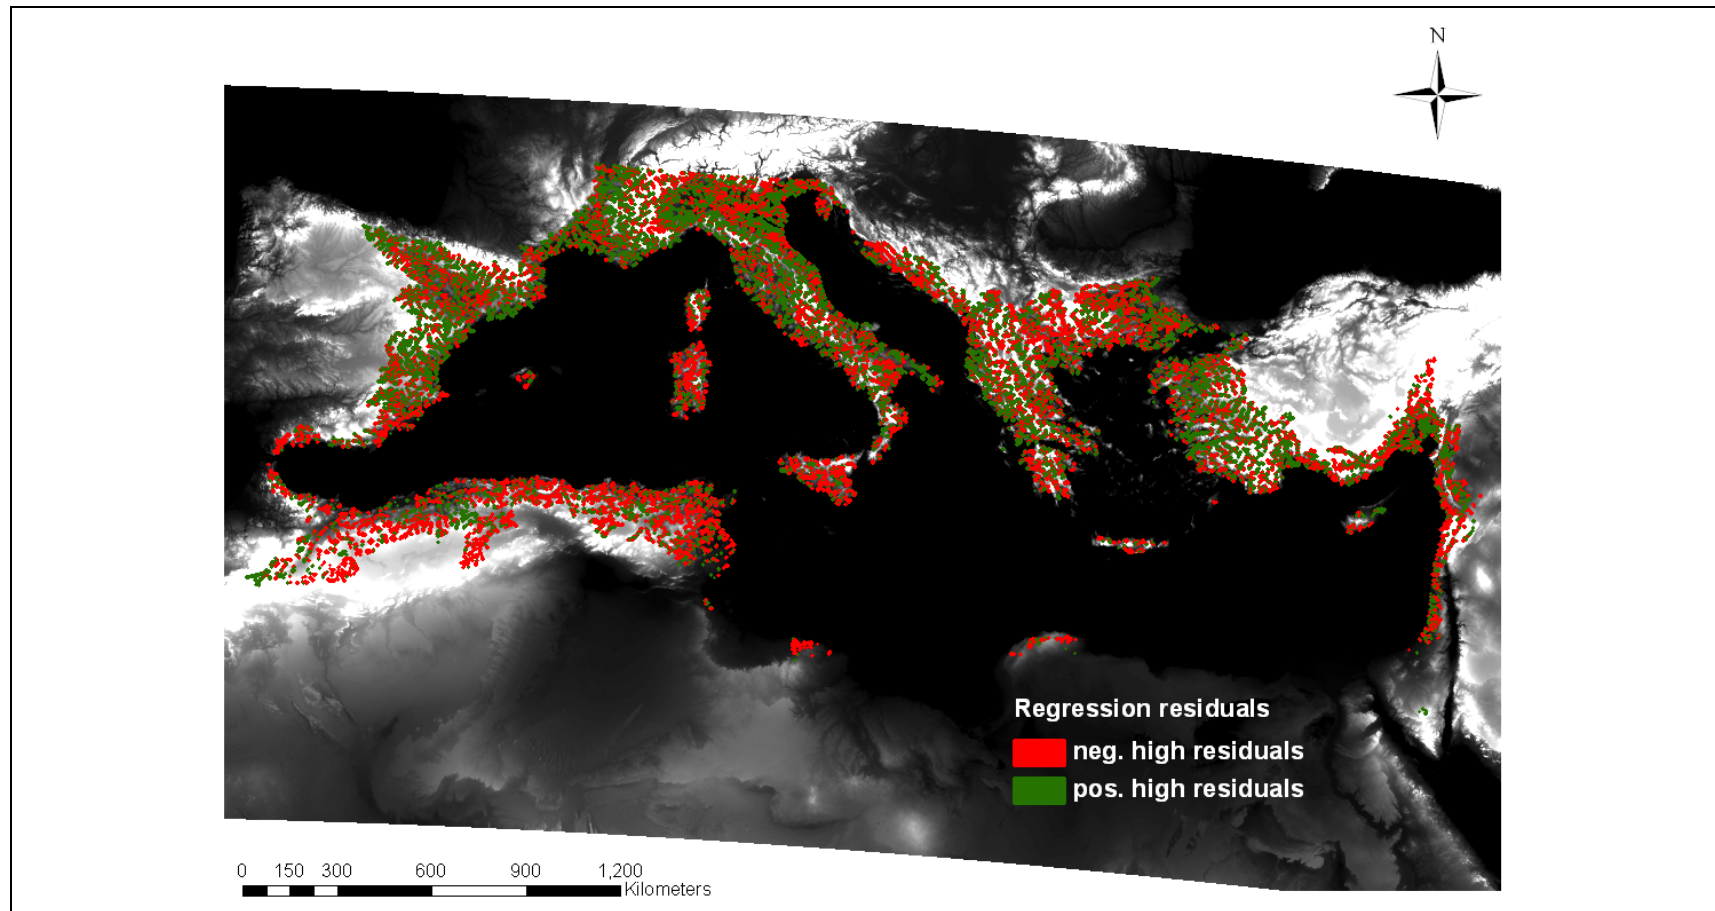 N
Regression residuals
neg. high residuals
pos. high residuals
0 150 300 600 900 1,200
Kilometers